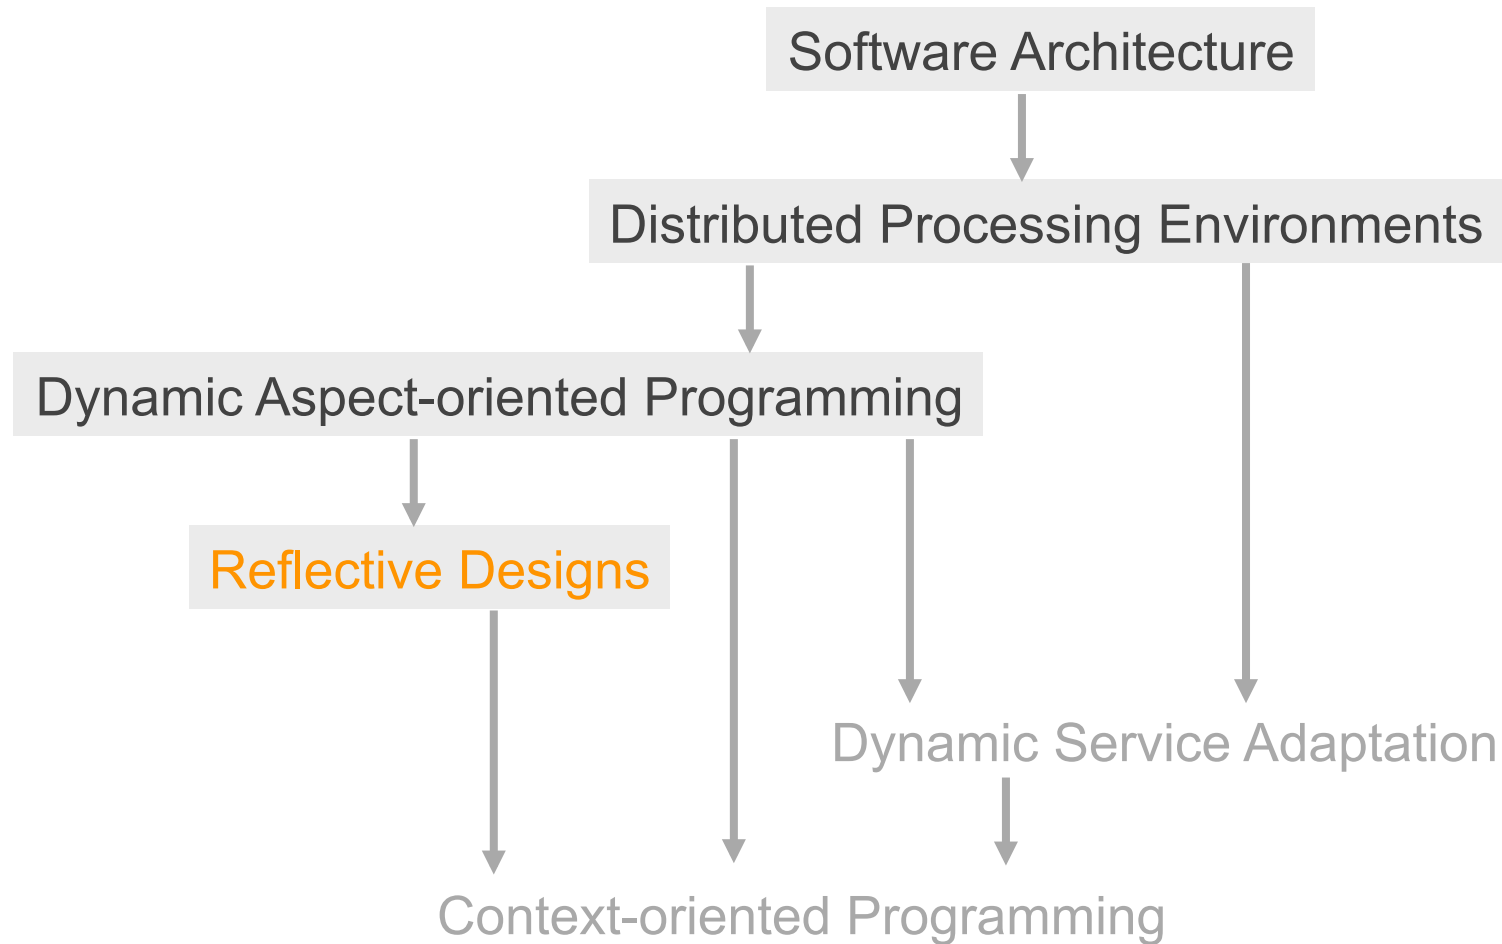 Software Architecture
Distributed Processing Environments
Dynamic Aspect-oriented Programming
Reflective Designs
Dynamic Service Adaptation
Context-oriented Programming